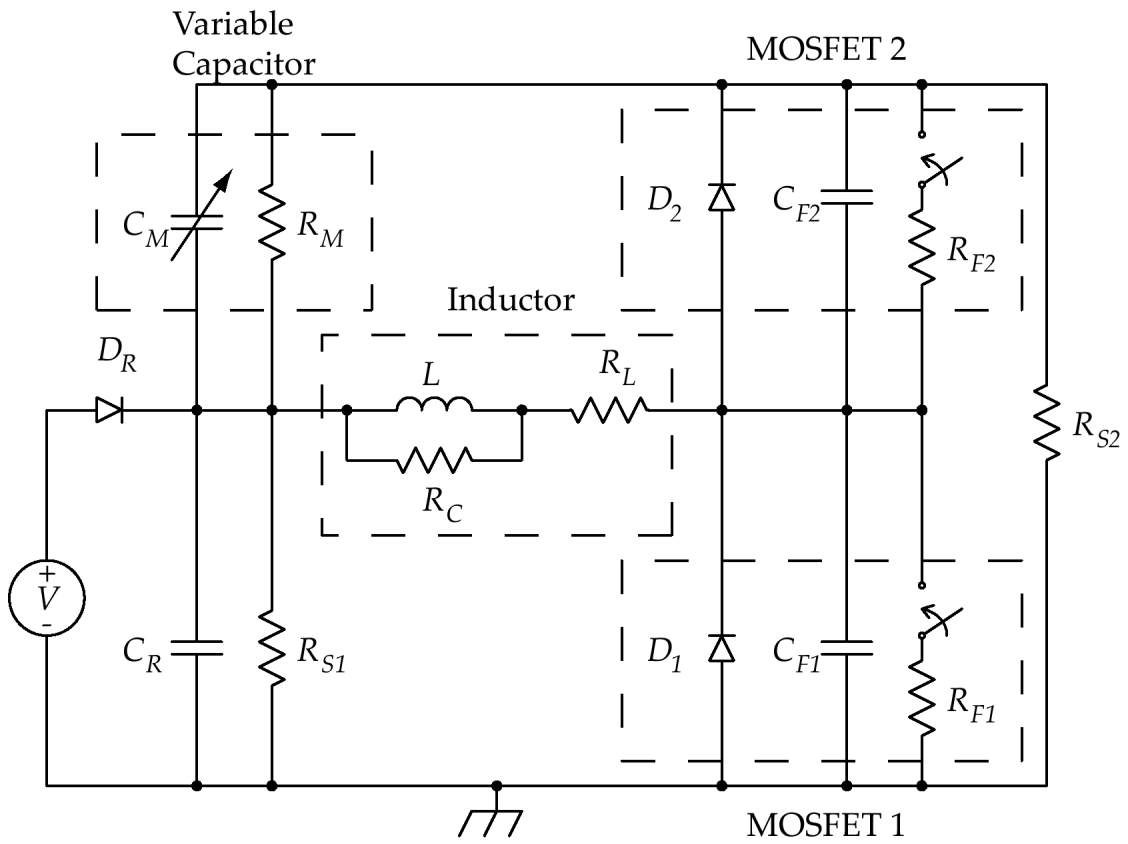 Variable
Capacitor
MOSFET 2
C_M
R_M
D_2
C_F2
R_F2
Inductor
D_R
L
R_L
R_S2
R_C
+
V
-
C_R
R_S1
D_1
C_F1
R_F1
MOSFET 1